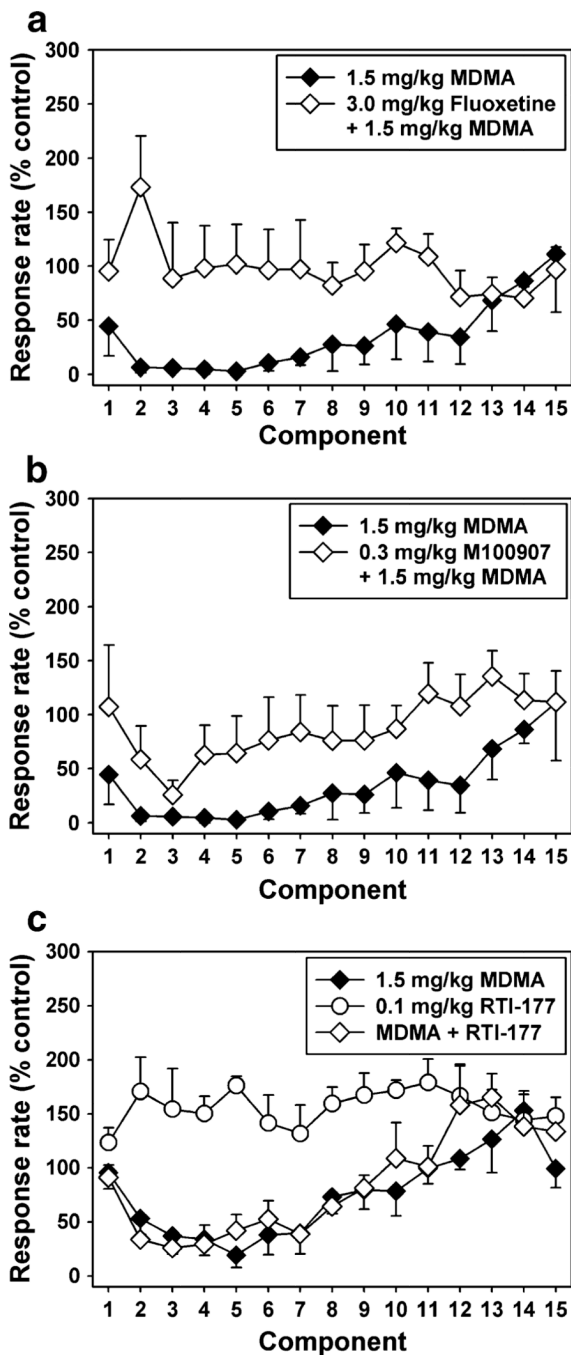 a
300
250
200
150
100
50
0
Response rate (% control)
1.5 mg/kg MDMA
3.0 mg/kg Fluoxetine
+ 1.5 mg/kg MDMA
1 2 3 4 5 6 7 8 9 10 11 12 13 14 15
Component
b
300
250
200
150
100
50
0
Response rate (% control)
1.5 mg/kg MDMA
0.3 mg/kg M100907
+ 1.5 mg/kg MDMA
1 2 3 4 5 6 7 8 9 10 11 12 13 14 15
Component
c
300
250
200
150
100
50
0
Response rate (% control)
1.5 mg/kg MDMA
0.1 mg/kg RTI-177
MDMA + RTI-177
1 2 3 4 5 6 7 8 9 10 11 12 13 14 15
Component